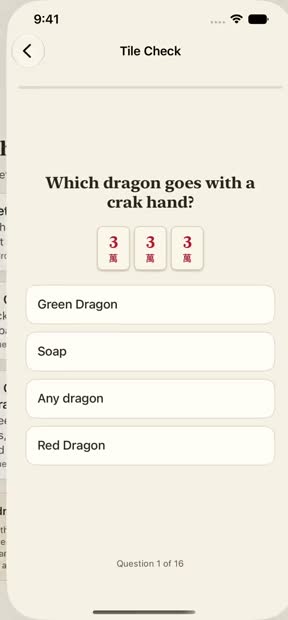 9:41
Tile Check
Which dragon goes with a
crak hand?
3 3 3
萬 萬 萬
Green Dragon
Soap
Any dragon
Red Dragon
Question 1 of 16